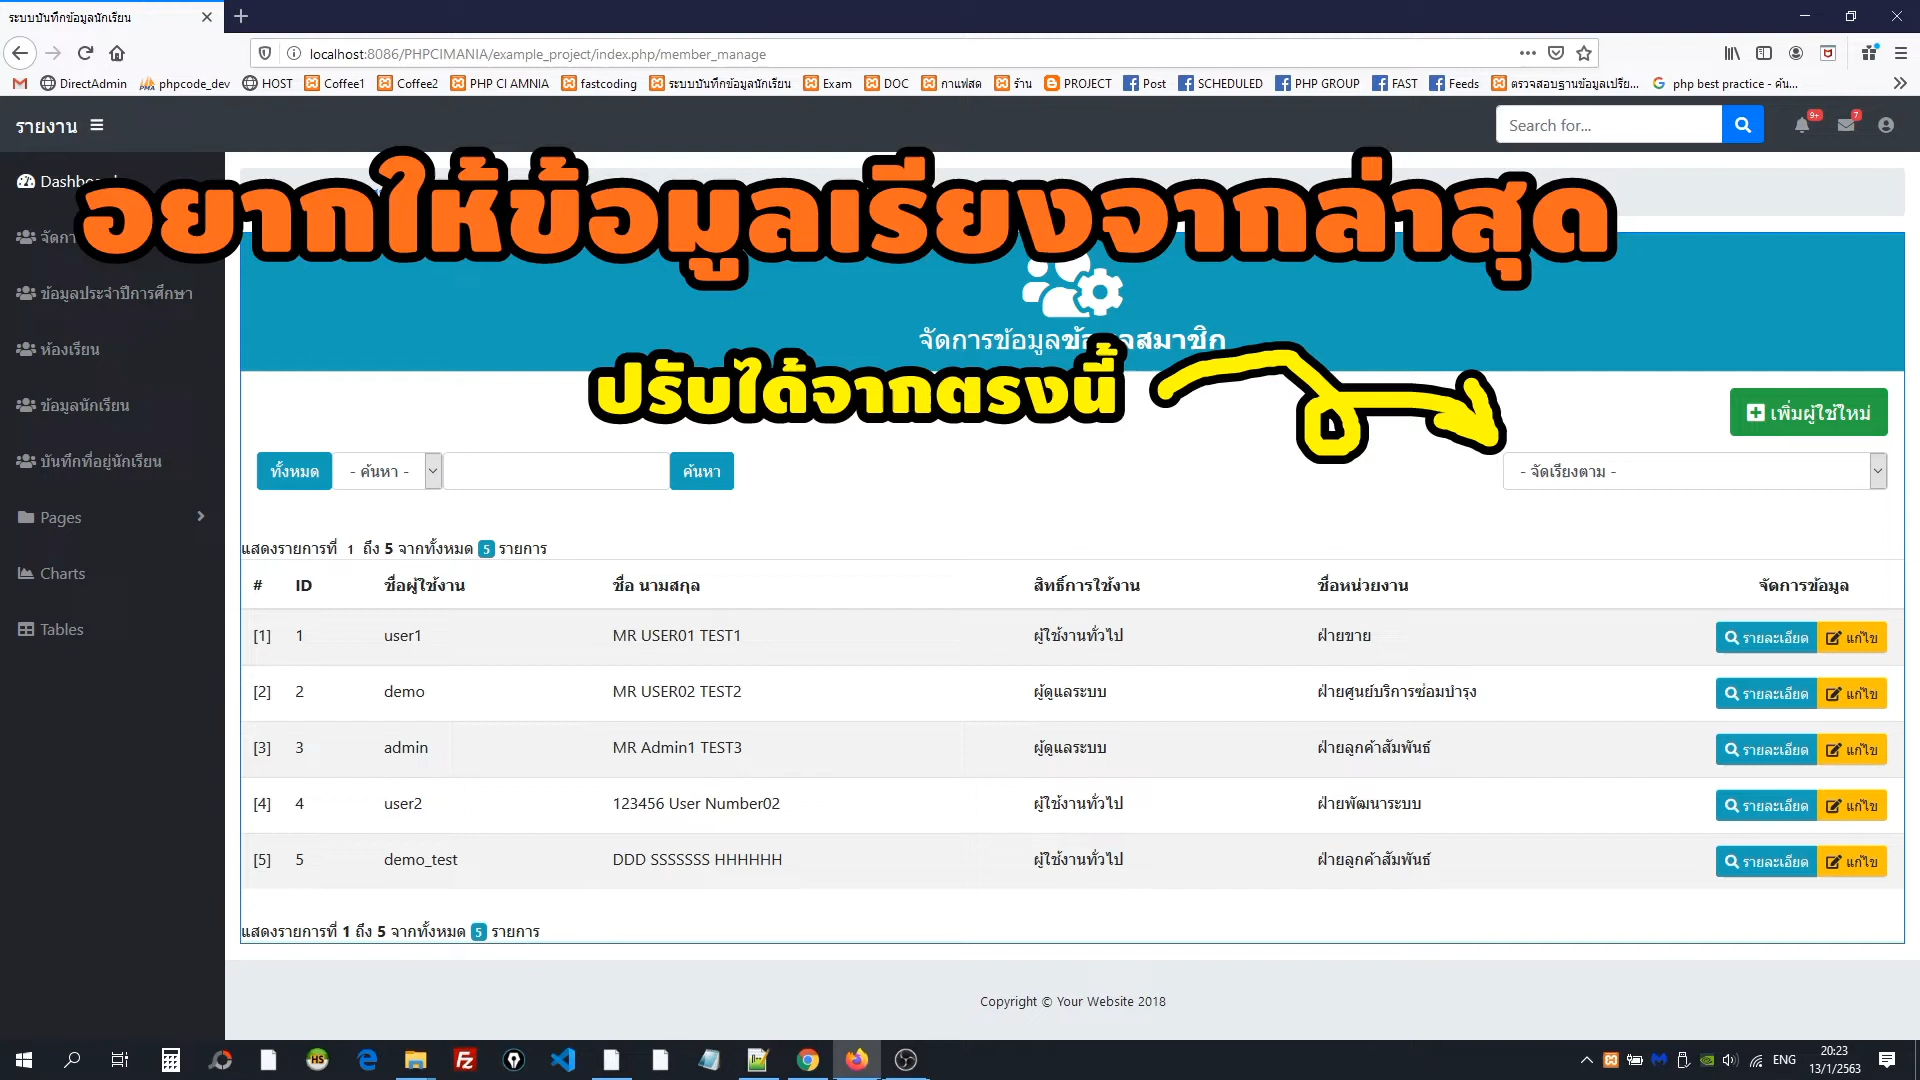 ระบบบันทึกข้อมูลนักเรียน
localhost:8086/PHPCIMANIA/example_project/index.php/member_manage
DirectAdmin phpcode_dev HOST Coffee1 Coffee2 PHP CI AMNIA fastcoding ระบบบันทึกข้อมูลนักเรียน Exam DOC กาแฟสด ร้าน PROJECT Post SCHEDULED PHP GROUP FAST Feeds ตรวจสอบฐานข้อมูลเปรีย... php best practice - ค้น...
รายงาน Search for... 9+ 7
อยากให้ข้อมูลเรียงจากล่าสุด
ข้อมูลประจำปีการศึกษา
ห้องเรียน
ข้อมูลนักเรียน
บันทึกที่อยู่นักเรียน
Pages
Charts
Tables
ปรับได้จากตรงนี้
เพิ่มผู้ใช้ใหม่
ทั้งหมด - ค้นหา - ค้นหา - จัดเรียงตาม -
แสดงรายการที่ 1 ถึง 5 จากทั้งหมด 5 รายการ
# ID ชื่อผู้ใช้งาน ชื่อ นามสกุล สิทธิ์การใช้งาน ชื่อหน่วยงาน จัดการข้อมูล
[1] 1 user1 MR USER01 TEST1 ผู้ใช้งานทั่วไป ฝ่ายขาย รายละเอียด แก้ไข
[2] 2 demo MR USER02 TEST2 ผู้ดูแลระบบ ฝ่ายศูนย์บริการซ่อมบำรุง รายละเอียด แก้ไข
[3] 3 admin MR Admin1 TEST3 ผู้ดูแลระบบ ฝ่ายลูกค้าสัมพันธ์ รายละเอียด แก้ไข
[4] 4 user2 123456 User Number02 ผู้ใช้งานทั่วไป ฝ่ายพัฒนาระบบ รายละเอียด แก้ไข
[5] 5 demo_test DDD SSSSSSS HHHHHH ผู้ใช้งานทั่วไป ฝ่ายลูกค้าสัมพันธ์ รายละเอียด แก้ไข
แสดงรายการที่ 1 ถึง 5 จากทั้งหมด 5 รายการ
Copyright © Your Website 2018
ENG 20:23
13/1/2563